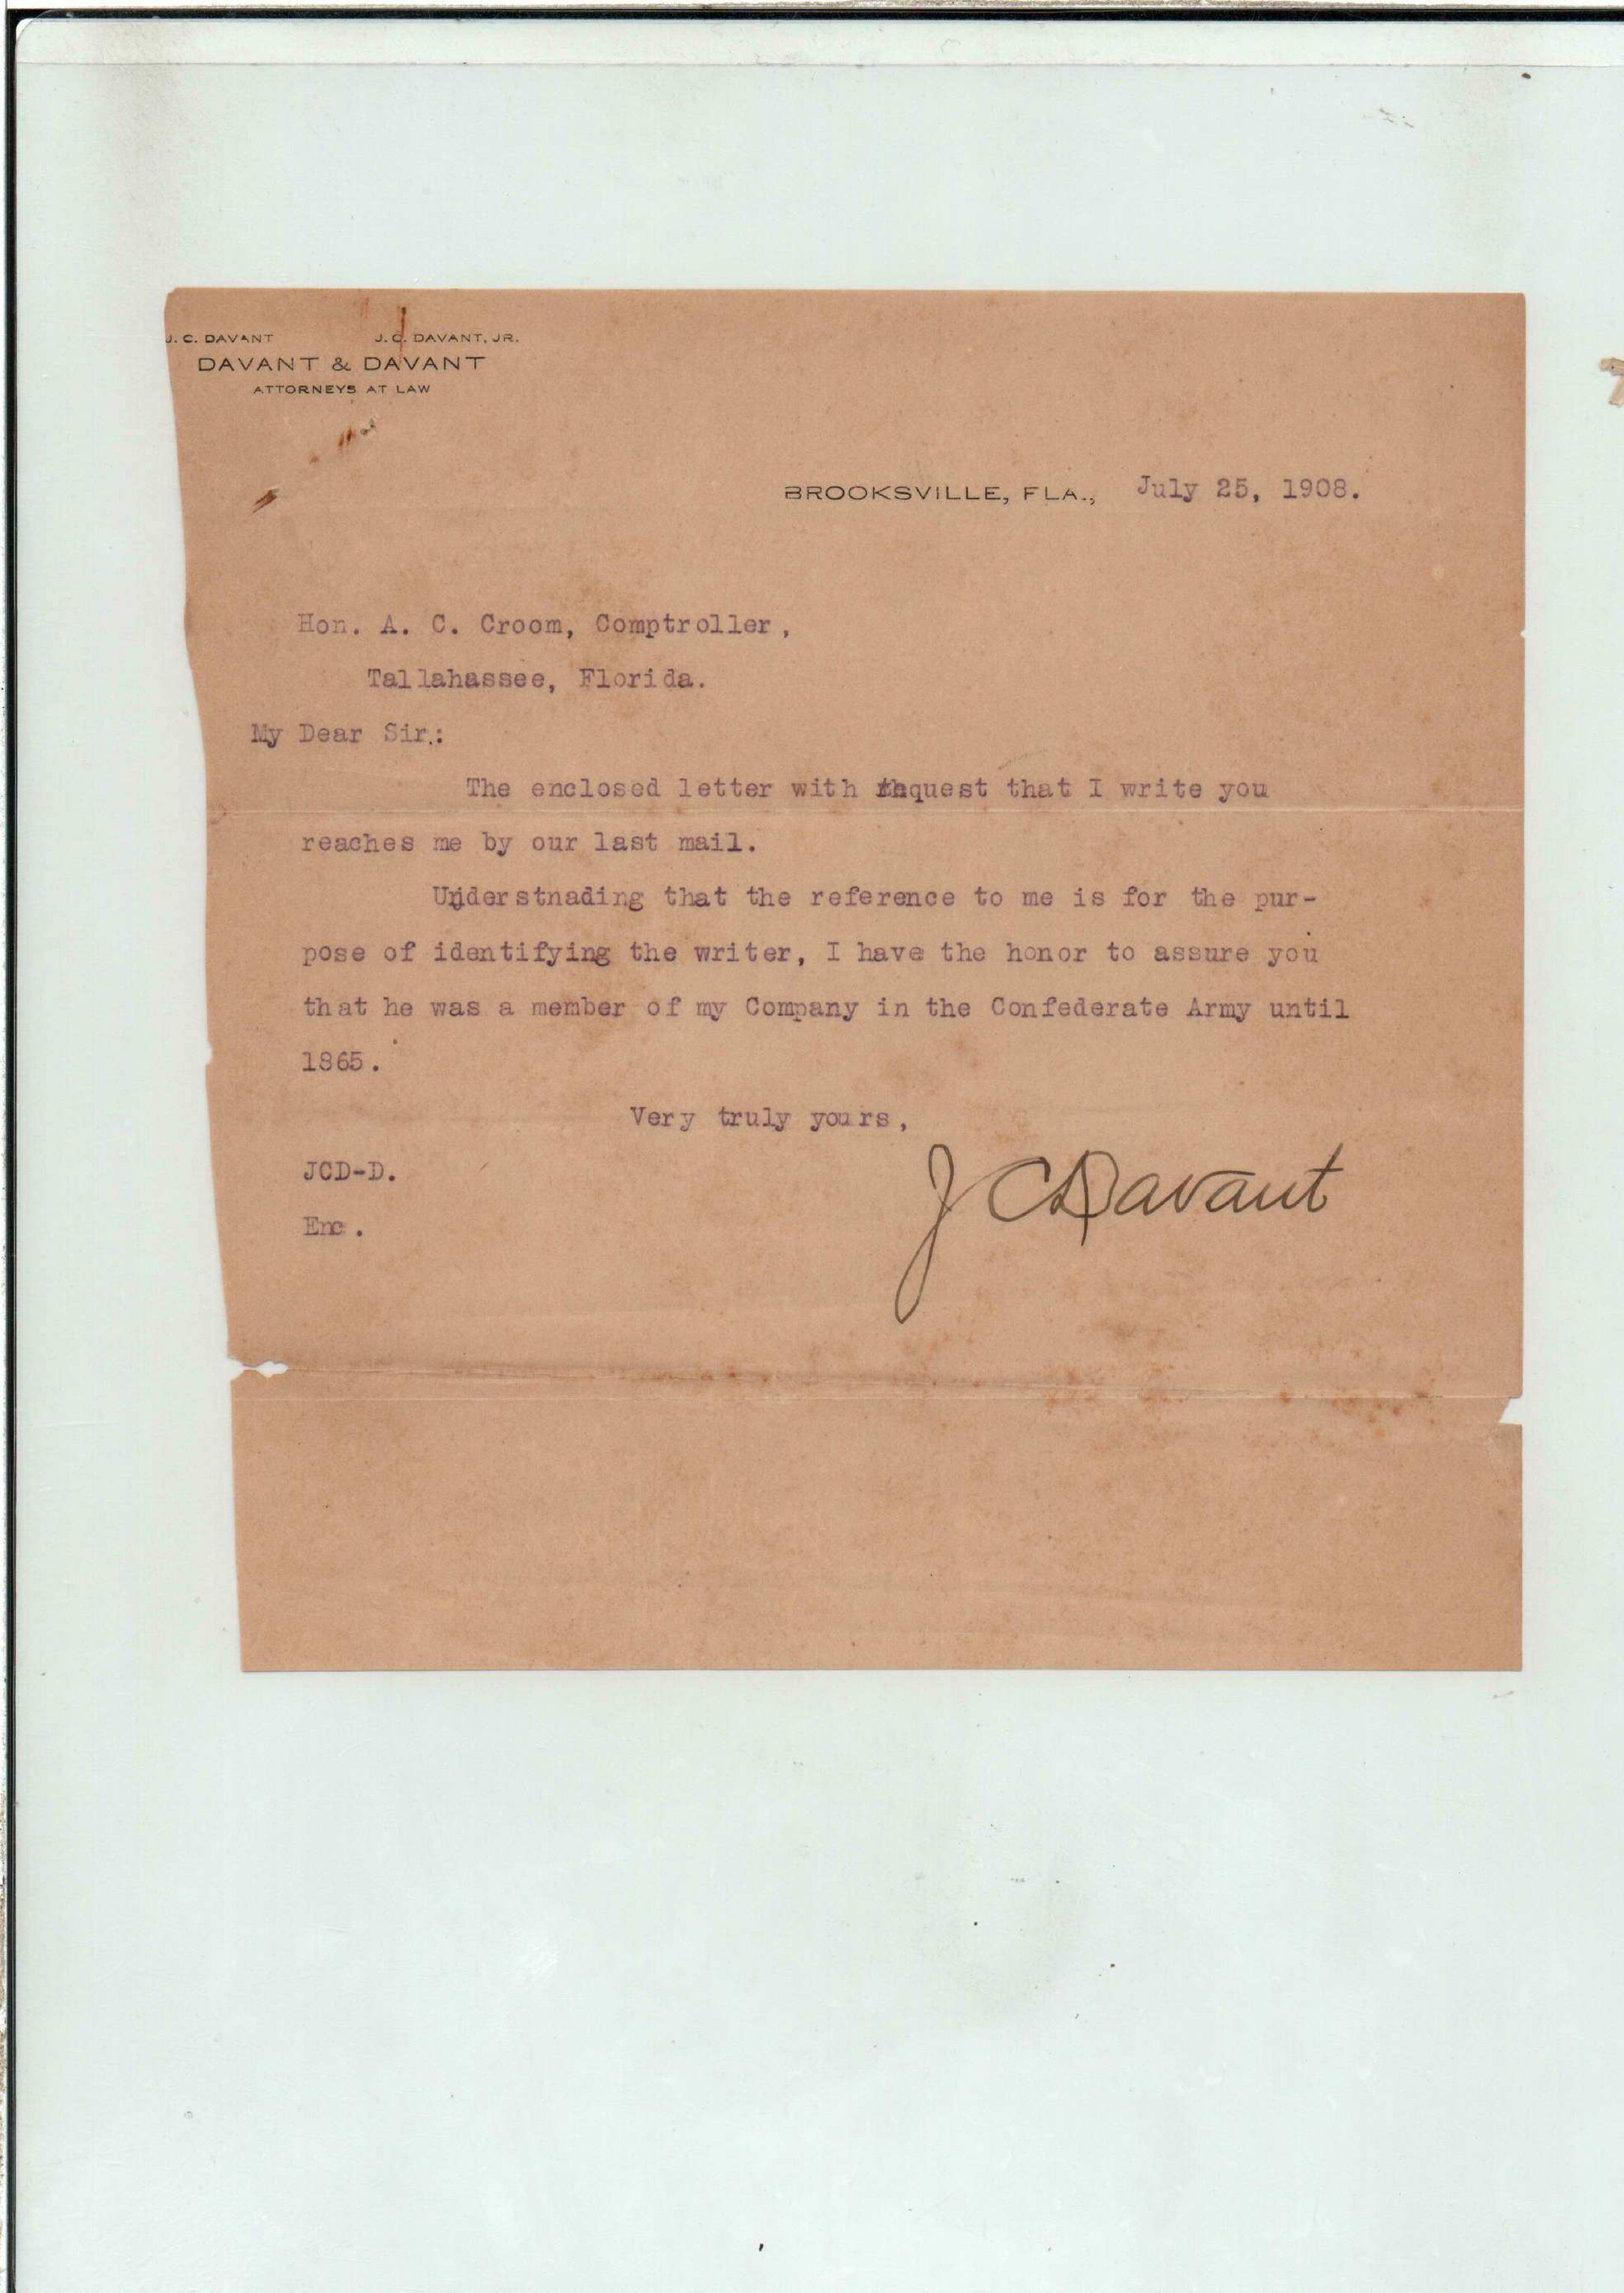 J. C. DAVANT J. C. DAVANT, JR.
DAVANT & DAVANT
ATTORNEYS AT LAW
BROOKSVILLE, FLA., July 25, 1908.
Hon. A. C. Croom, Comptroller,
Tallahassee, Florida.
My Dear Sir.:
The enclosed letter with request that I write you
reaches me by our last mail.
Understnading that the reference to me is for the pur-
pose of identifying the writer, I have the honor to assure you
that he was a member of my Company in the Confederate Army until
1865.
Very truly yours,
JCD-D.
J C Davant
Enc.